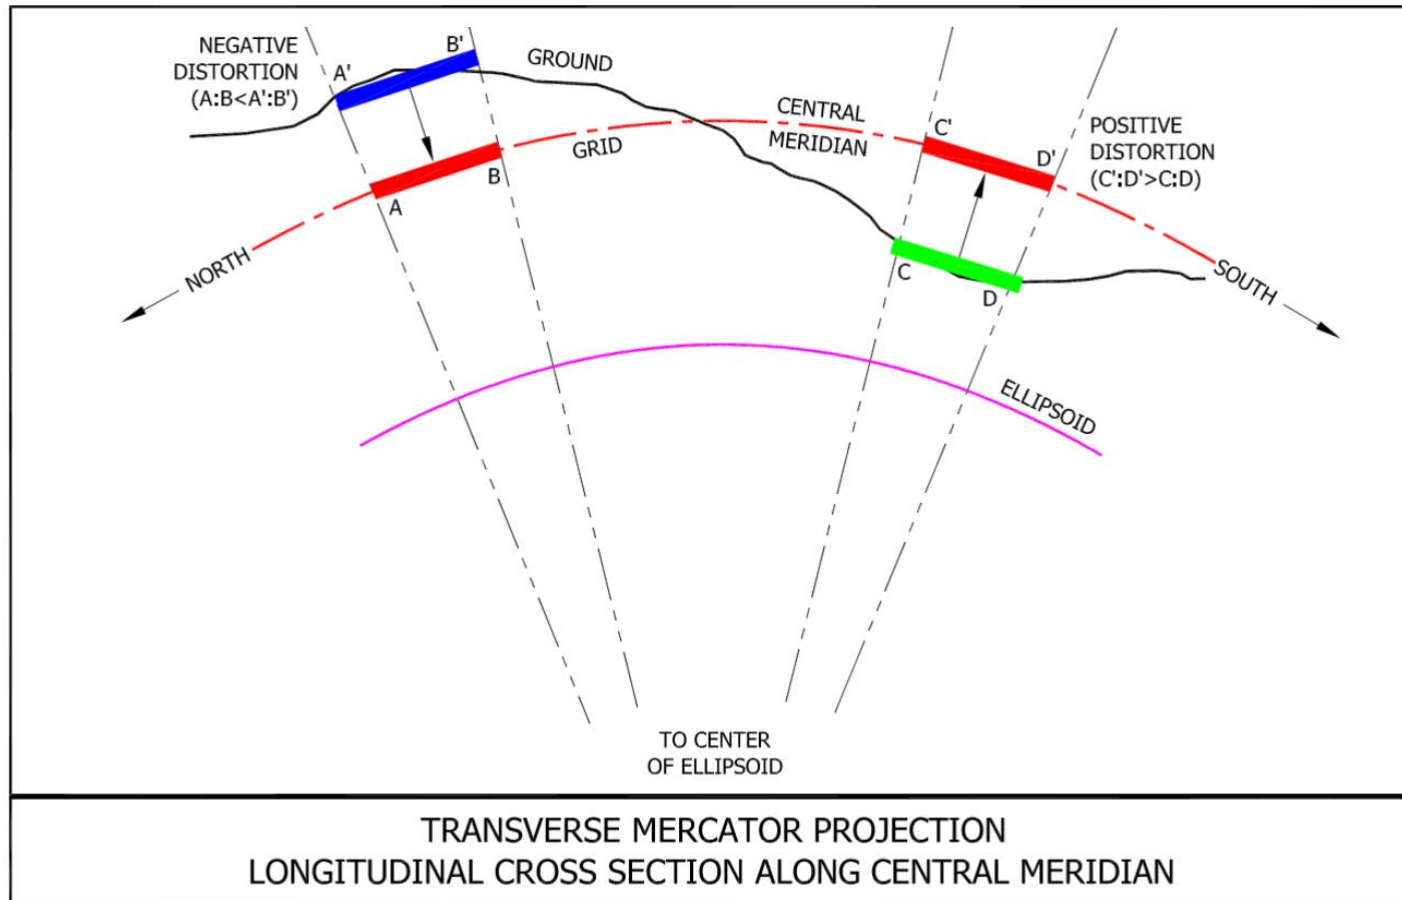 NEGATIVE
DISTORTION
(A:B<A':B')
A'
B'
GROUND
CENTRAL
MERIDIAN
GRID
A
B
C'
D'
POSITIVE
DISTORTION
(C':D'>C:D)
C
D
NORTH
SOUTH
ELLIPSOID
TO CENTER
OF ELLIPSOID
TRANSVERSE MERCATOR PROJECTION
LONGITUDINAL CROSS SECTION ALONG CENTRAL MERIDIAN